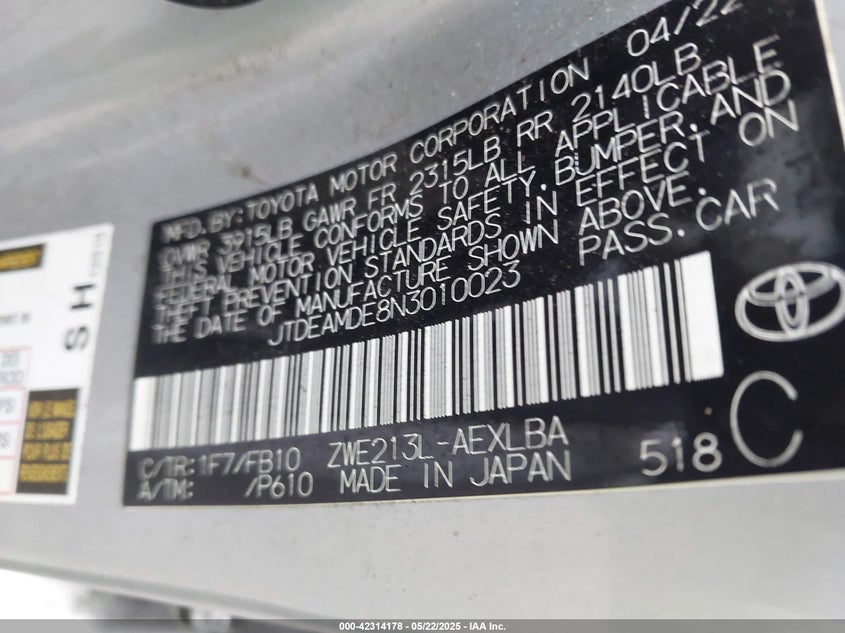 MFD. BY: TOYOTA MOTOR CORPORATION 04/22
GVWR 3915LB GAWR FR 2315LB RR 2140LB
THIS VEHICLE CONFORMS TO ALL APPLICABLE
FEDERAL MOTOR VEHICLE SAFETY, BUMPER, AND
THEFT PREVENTION STANDARDS IN EFFECT ON
THE DATE OF MANUFACTURE SHOWN ABOVE.
JTDEAMDE8N3010023 PASS. CAR
C/TR: 1F7/FB10 ZWE213L-AEXLBA
A/TM: /P610 MADE IN JAPAN 518 C
SH
000-42314178 - 05/22/2025 - IAA Inc.